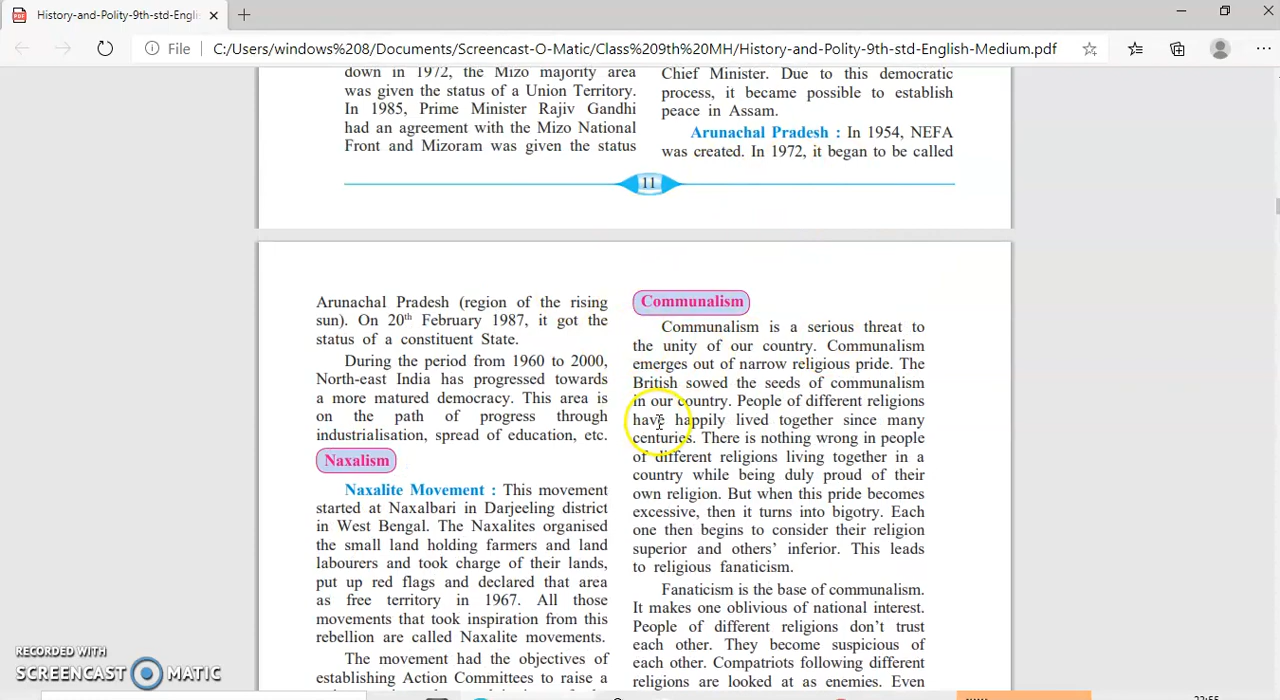 History-and-Polity-9th-std-Engli
File
C:/Users/windows%208/Documents/Screencast-O-Matic/Class%209th%20MH/History-and-Polity-9th-std-English-Medium.pdf
down in 1972, the Mizo majority area
was given the status of a Union Territory.
In 1985, Prime Minister Rajiv Gandhi
had an agreement with the Mizo National
Front and Mizoram was given the status
Chief Minister. Due to this democratic
process, it became possible to establish
peace in Assam.
Arunachal Pradesh : In 1954, NEFA
was created. In 1972, it began to be called
11
Arunachal Pradesh (region of the rising
sun). On 20th February 1987, it got the
status of a constituent State.
During the period from 1960 to 2000,
North-east India has progressed towards
a more matured democracy. This area is
on the path of progress through
industrialisation, spread of education, etc.
Naxalism
Naxalite Movement : This movement
started at Naxalbari in Darjeeling district
in West Bengal. The Naxalites organised
the small land holding farmers and land
labourers and took charge of their lands,
put up red flags and declared that area
as free territory in 1967. All those
movements that took inspiration from this
rebellion are called Naxalite movements.
The movement had the objectives of
establishing Action Committees to raise a
Communalism
Communalism is a serious threat to
the unity of our country. Communalism
emerges out of narrow religious pride. The
British sowed the seeds of communalism
in our country. People of different religions
have happily lived together since many
centuries. There is nothing wrong in people
of different religions living together in a
country while being duly proud of their
own religion. But when this pride becomes
excessive, then it turns into bigotry. Each
one then begins to consider their religion
superior and others' inferior. This leads
to religious fanaticism.
Fanaticism is the base of communalism.
It makes one oblivious of national interest.
People of different religions don't trust
each other. They become suspicious of
each other. Compatriots following different
religions are looked at as enemies. Even
RECORDED WITH
SCREENCAST MATIC